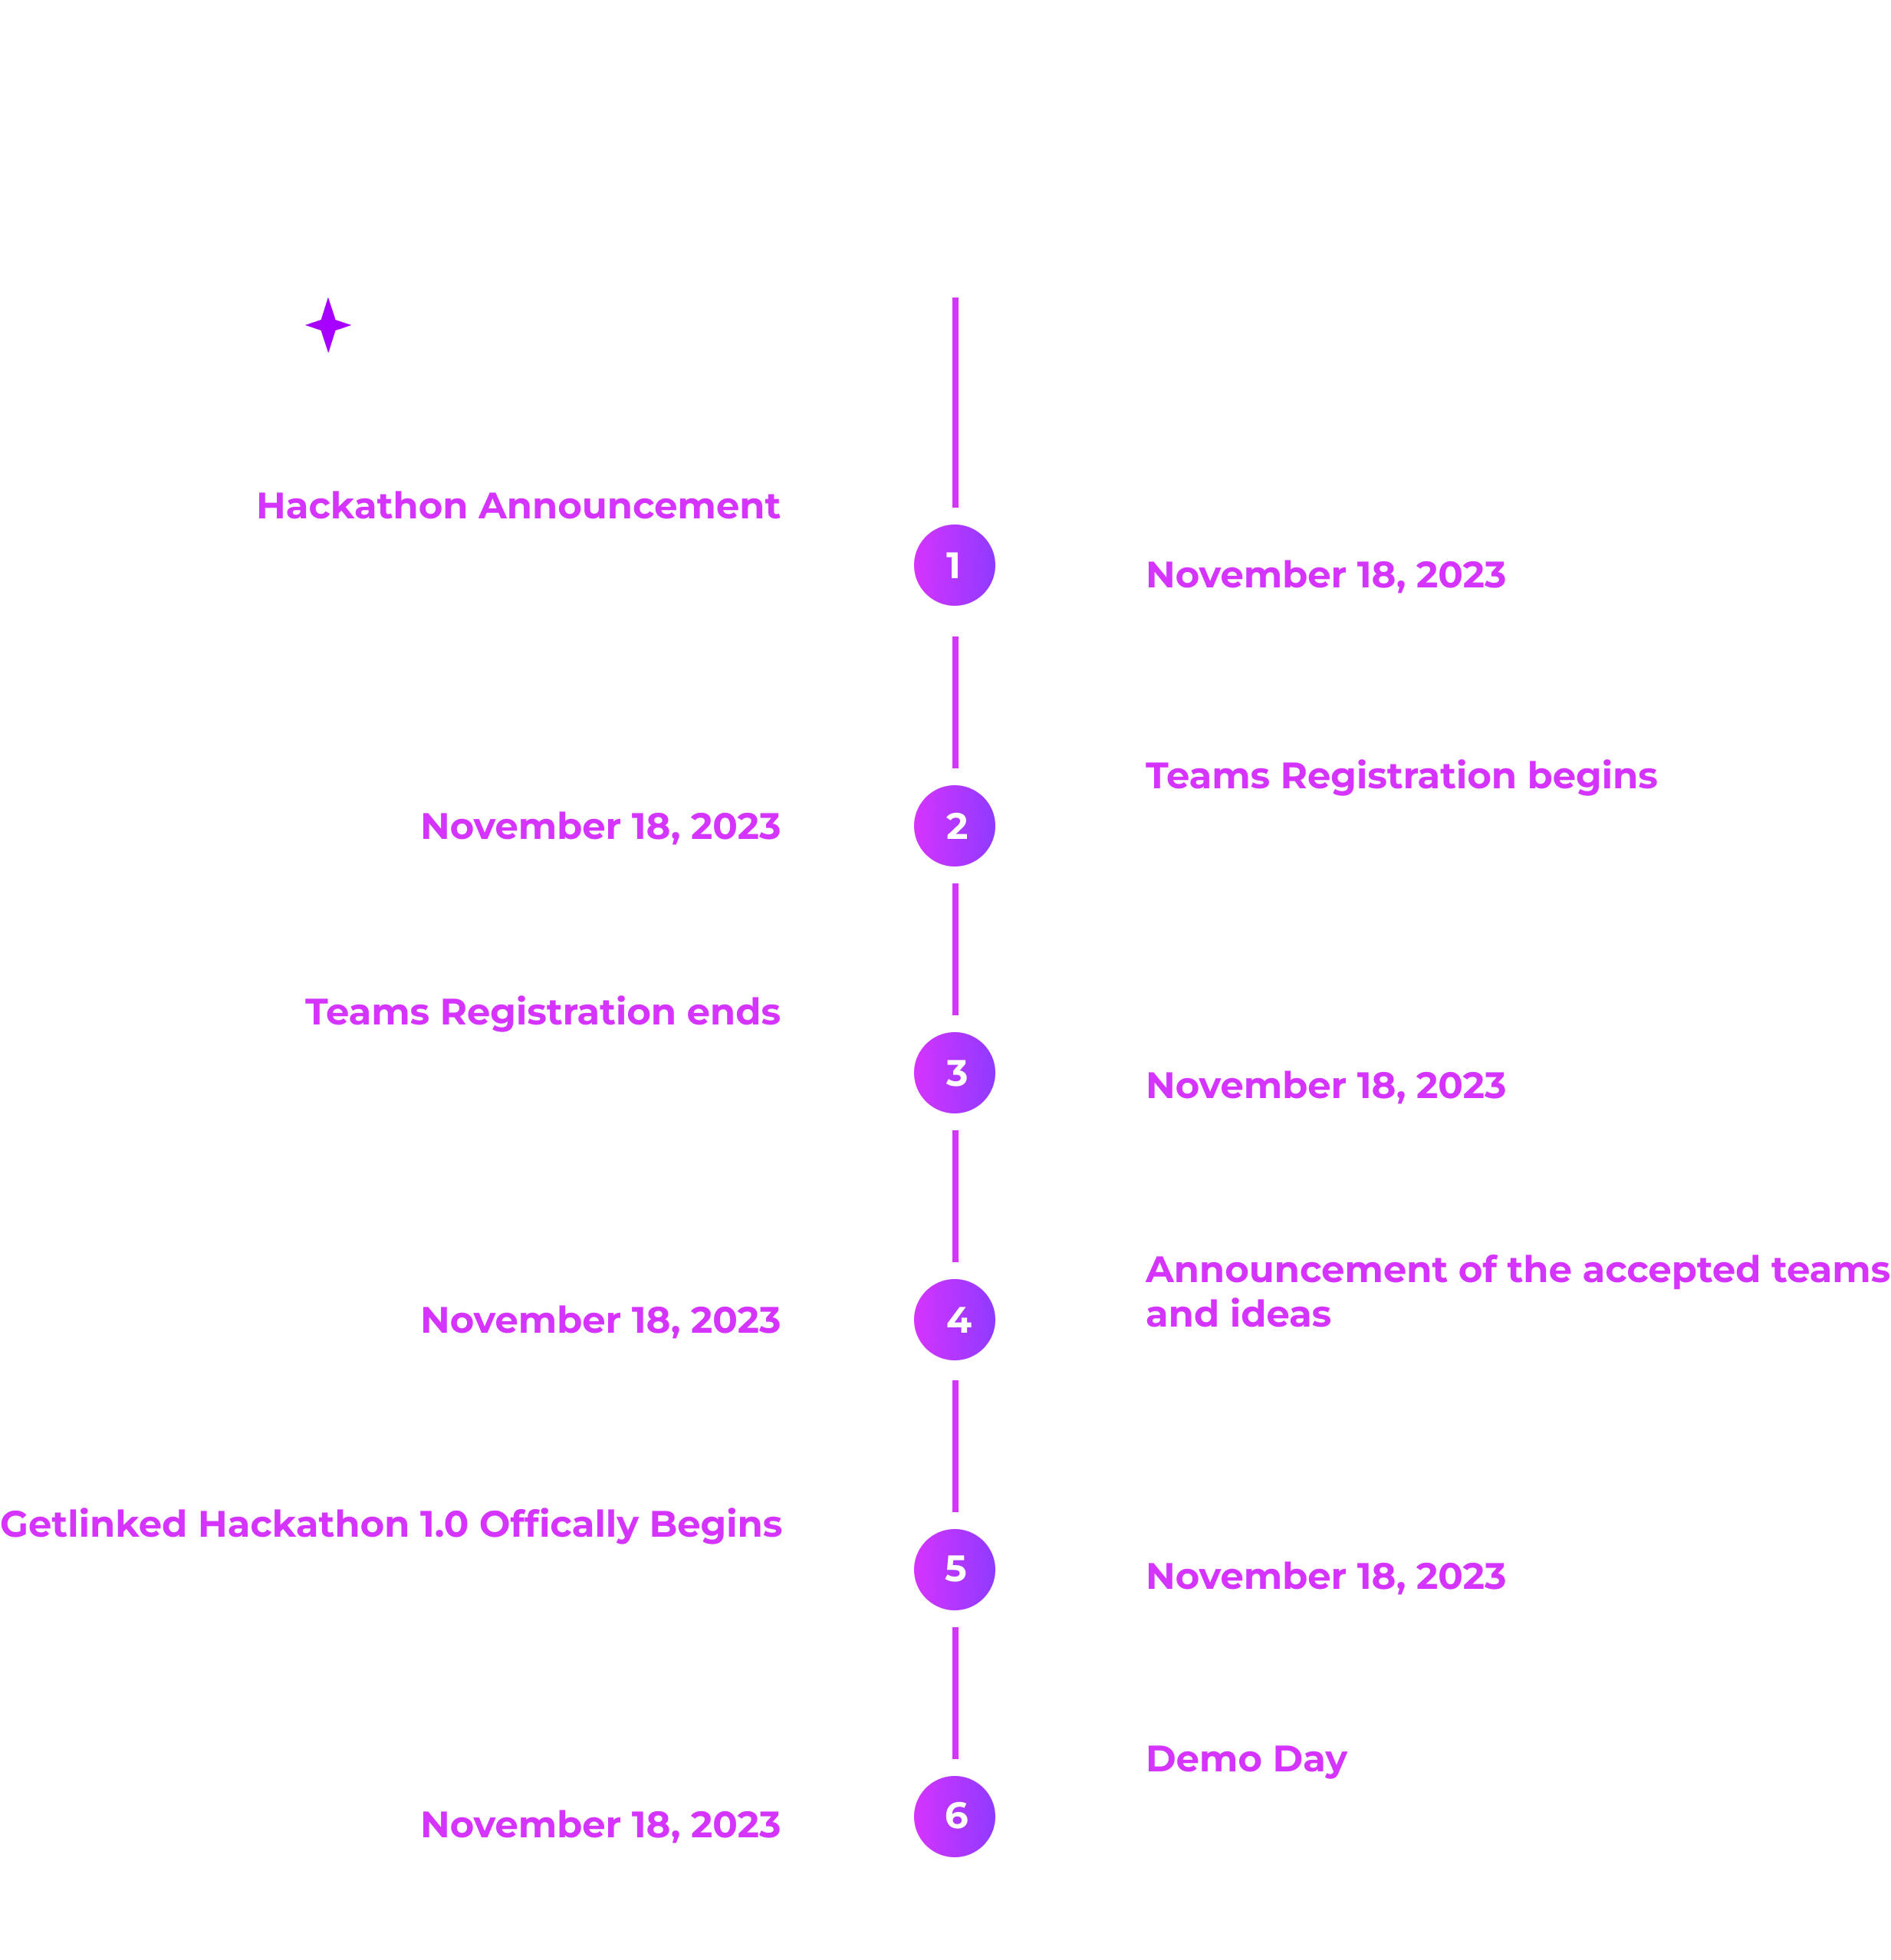 Hackathon Announcement
1
November 18, 2023
Teams Registration begins
November 18, 2023
2
Teams Registration ends
3
November 18, 2023
Announcement of the accepted teams
and ideas
November 18, 2023
4
Getlinked Hackathon 1.0 Offically Begins
5
November 18, 2023
Demo Day
November 18, 2023
6